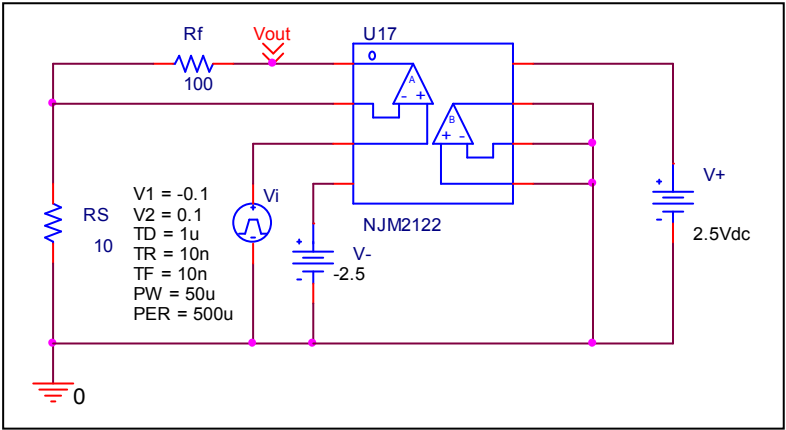 Rf
Vout
U17
100
A
- +
B
+ -
V1 = -0.1
V2 = 0.1
TD = 1u
TR = 10n
TF = 10n
PW = 50u
PER = 500u
Vi
+
-
RS
10
NJM2122
+
-
V-
-2.5
V+
+
-
2.5Vdc
0